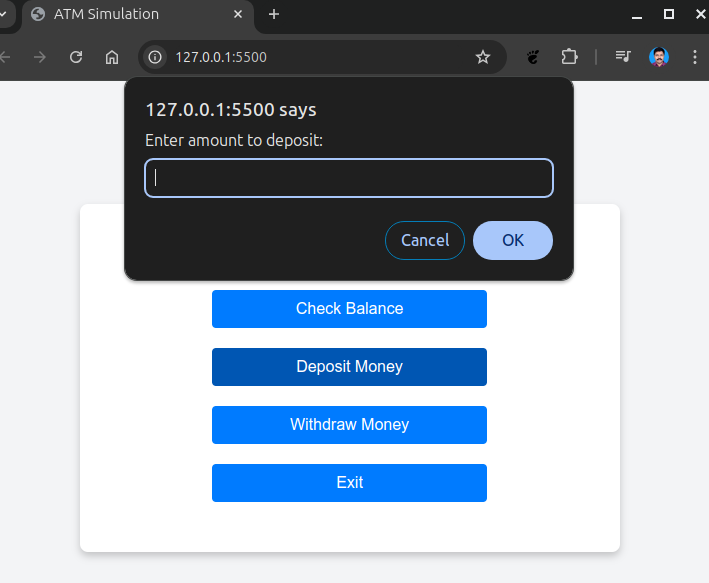 ATM Simulation
127.0.0.1:5500
127.0.0.1:5500 says
Enter amount to deposit:
Cancel OK
Check Balance
Deposit Money
Withdraw Money
Exit